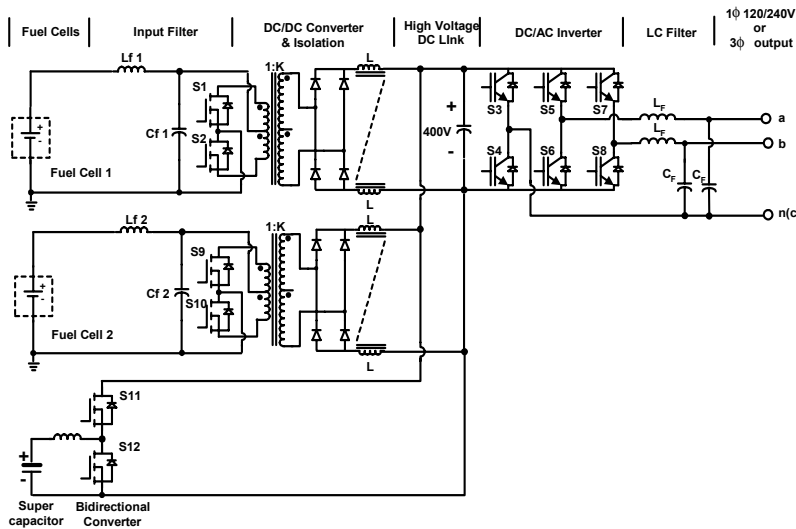 Fuel Cells
Input Filter
DC/DC Converter
& Isolation
High Voltage
DC LInk
DC/AC Inverter
LC Filter
1ϕ 120/240V
or
3ϕ output
Lf 1
1:K
L
S1
S2
Cf 1
+
-
Fuel Cell 1
L
+
400V
-
S3
S5
S7
S4
S6
S8
LF
LF
CF
CF
a
b
n(c
Lf 2
1:K
L
S9
S10
Cf 2
+
-
Fuel Cell 2
L
S11
S12
+
-
Super
capacitor
Bidirectional
Converter